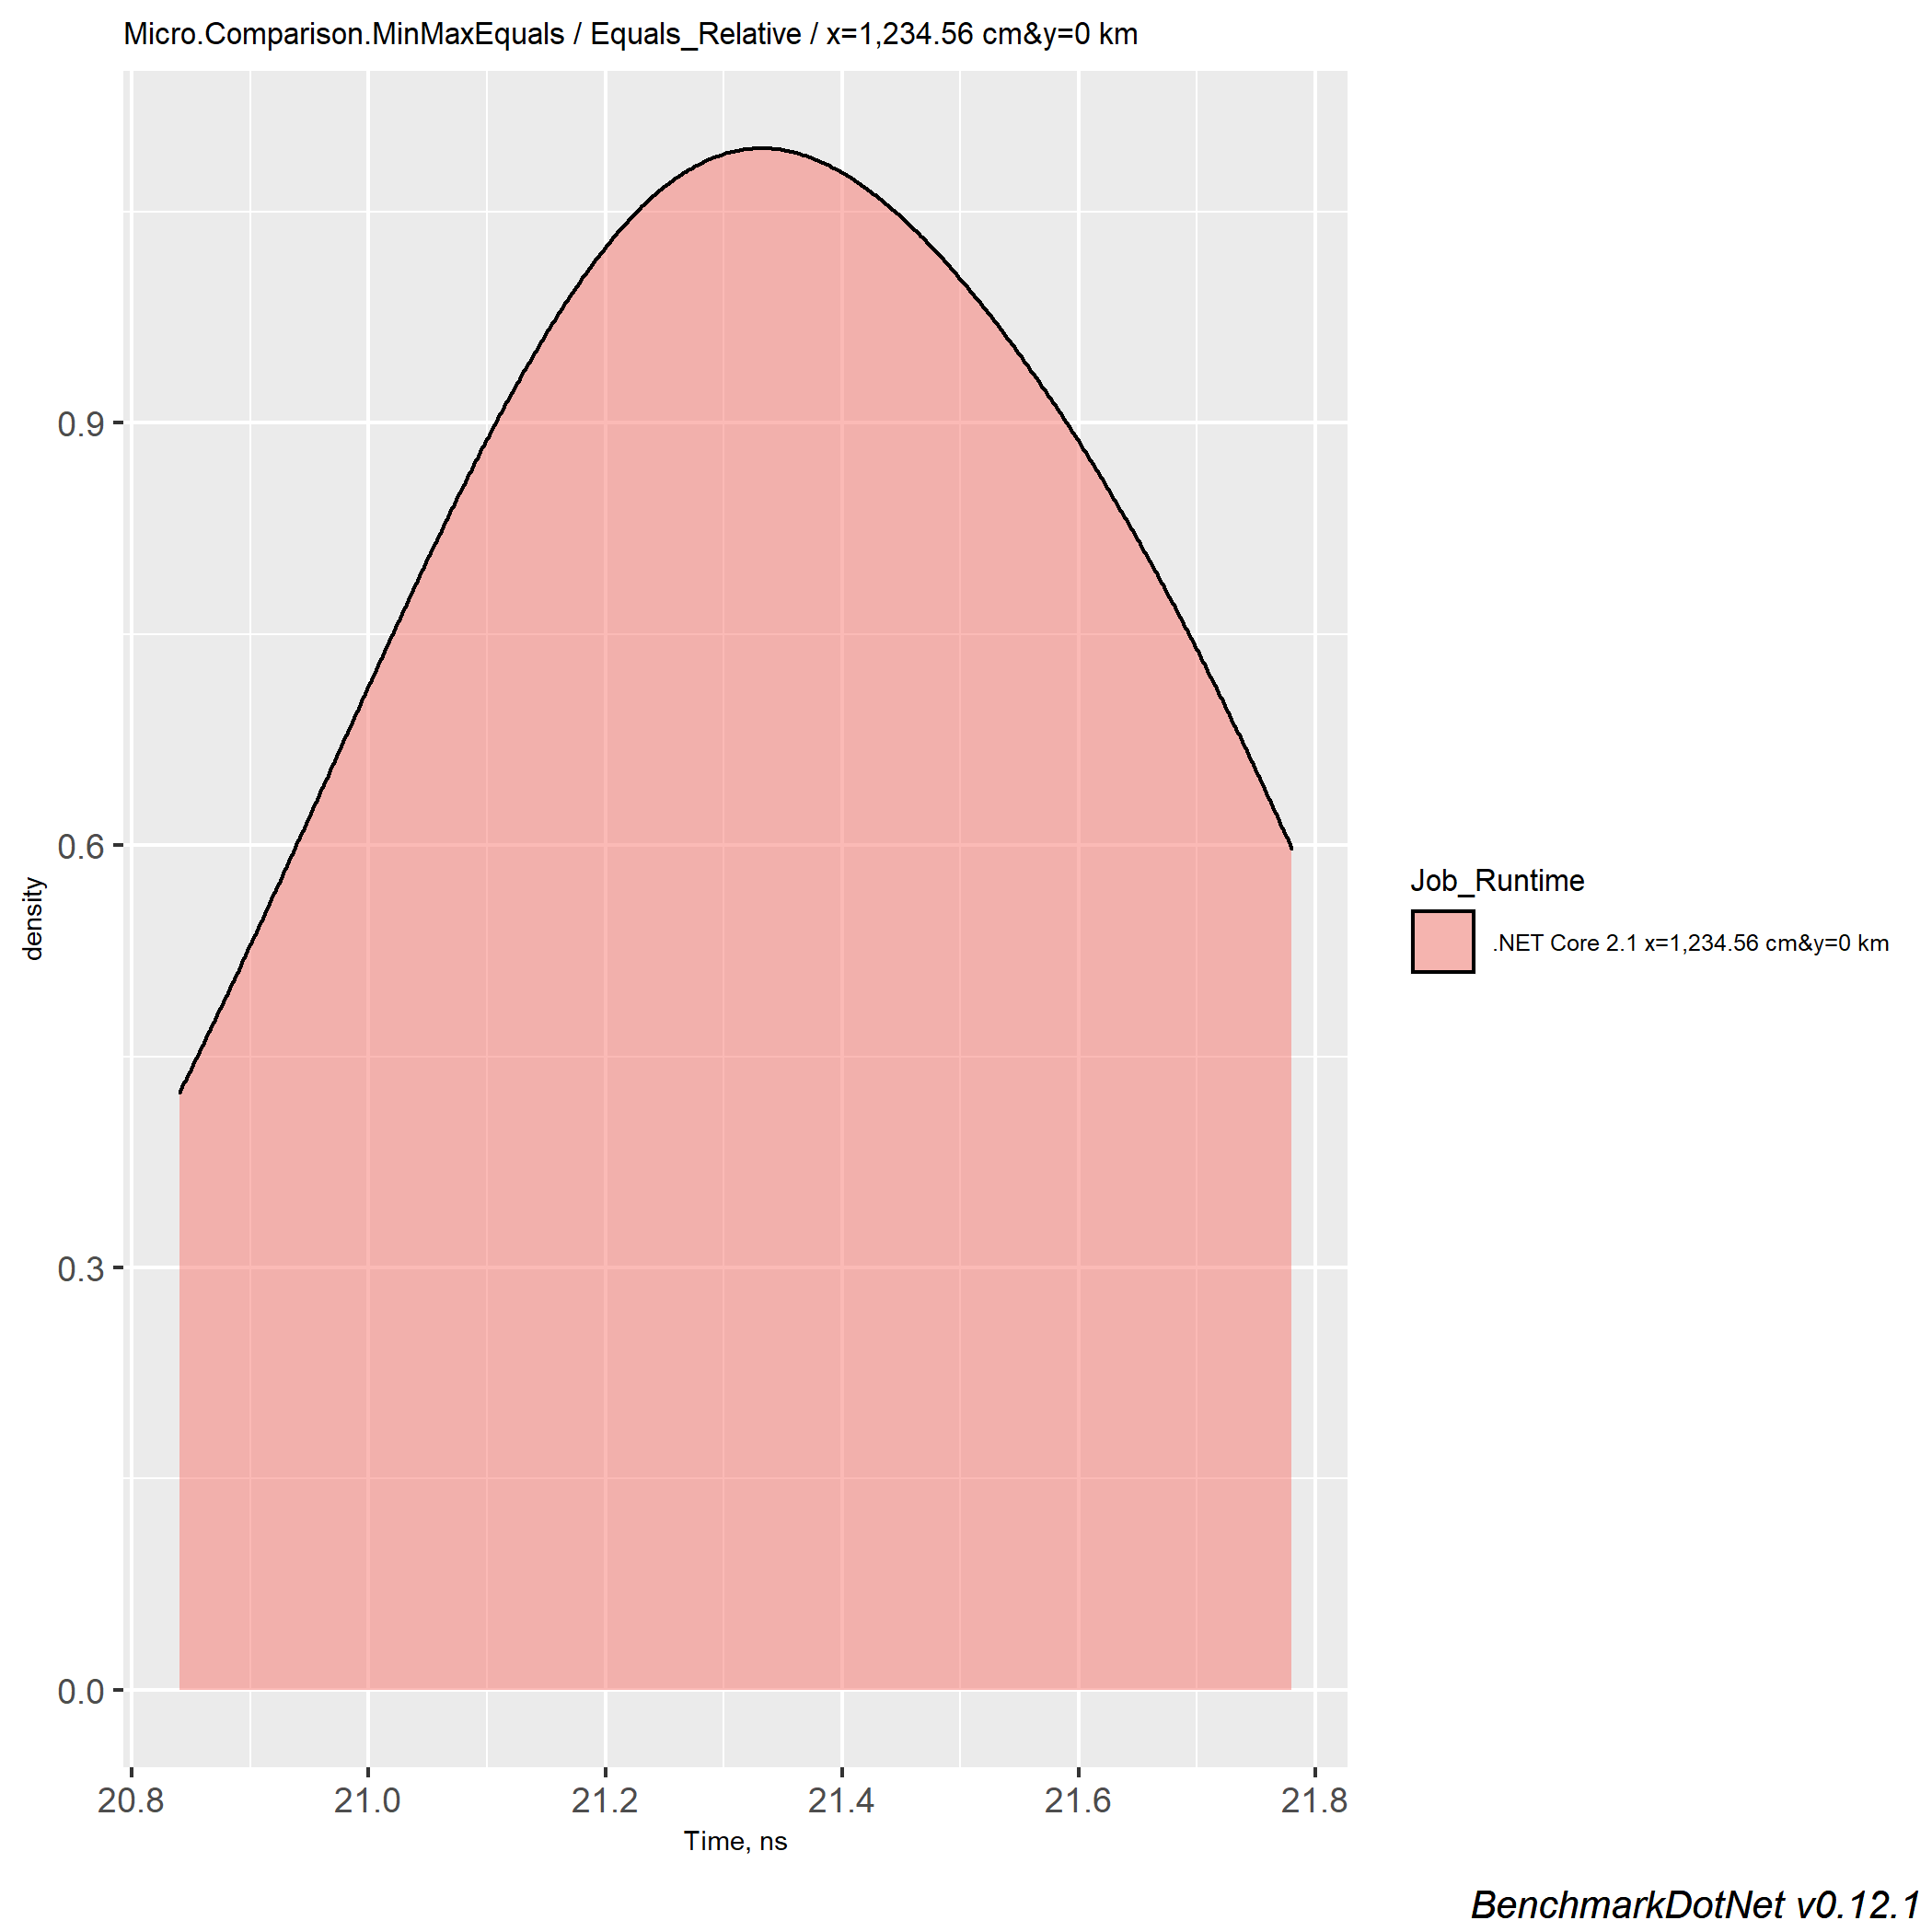 Micro.Comparison.MinMaxEquals / Equals_Relative / x=1,234.56 cm&y=0 km
density
0.9
0.6
0.3
0.0
20.8 21.0 21.2 21.4 21.6 21.8
Time, ns
Job_Runtime
.NET Core 2.1 x=1,234.56 cm&y=0 km
BenchmarkDotNet v0.12.1